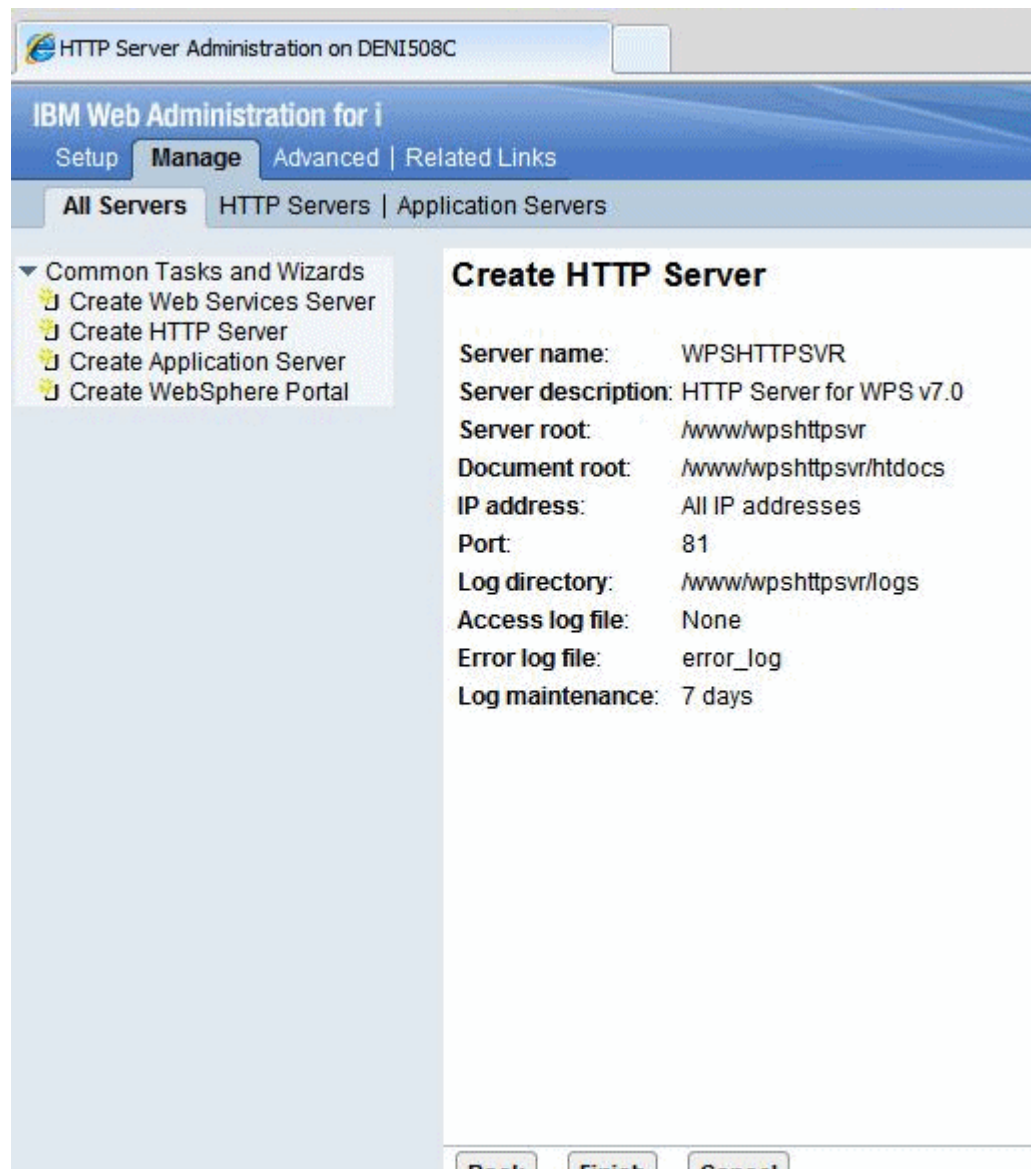 HTTP Server Administration on DENI508C
IBM Web Administration for i
Setup Manage Advanced | Related Links
All Servers HTTP Servers | Application Servers
Common Tasks and Wizards
Create Web Services Server
Create HTTP Server
Create Application Server
Create WebSphere Portal
Create HTTP Server
Server name: WPSHTTPSVR
Server description: HTTP Server for WPS v7.0
Server root: /www/wpshttpsvr
Document root: /www/wpshttpsvr/htdocs
IP address: All IP addresses
Port: 81
Log directory: /www/wpshttpsvr/logs
Access log file: None
Error log file: error_log
Log maintenance: 7 days
Back Finish Cancel